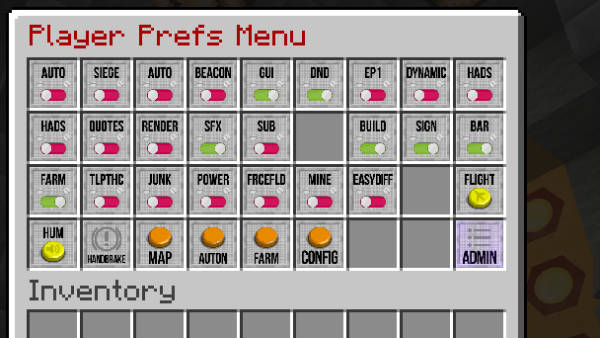 Player Prefs Menu
AUTO SIEGE AUTO BEACON GUI DND EP1 DYNAMIC HADS
HADS QUOTES RENDER SFX SUB BUILD SIGN BAR
FARM TLPTHC JUNK POWER FRCEFLD MINE EASYDIFF FLIGHT
HUM HANDBRAKE MAP AUTON FARM CONFIG ADMIN
Inventory